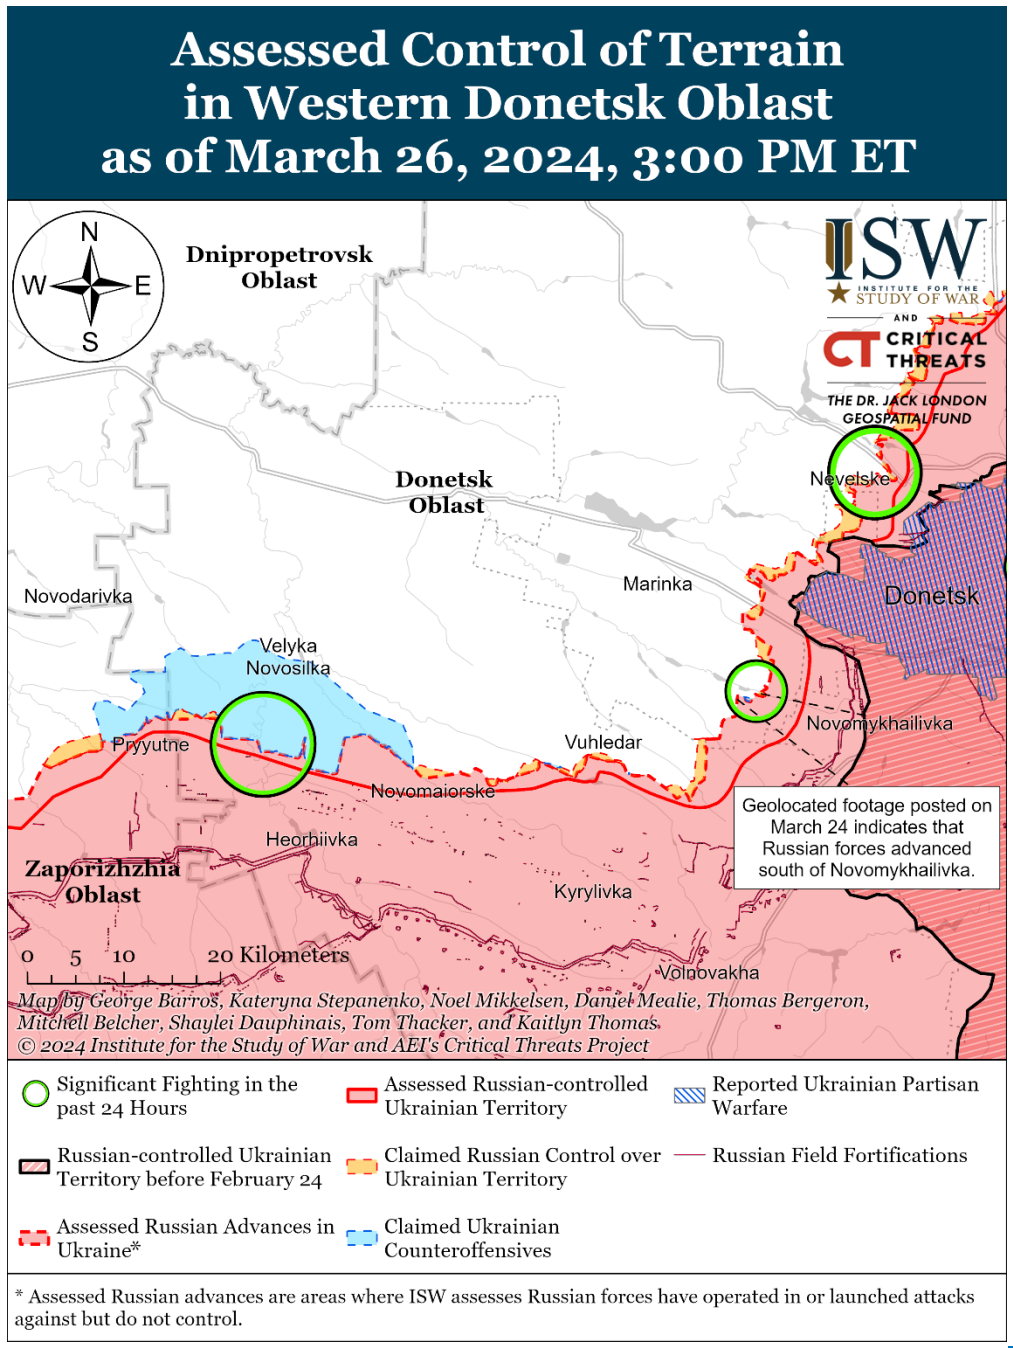 Assessed Control of Terrain
in Western Donetsk Oblast
as of March 26, 2024, 3:00 PM ET
N
W
E
S
Dnipropetrovsk
Oblast
ISW
INSTITUTE FOR THE
STUDY OF WAR
AND
CT CRITICAL
THREATS
THE DR. JACK LONDON
GEOSPATIAL FUND
Nevelske
Donetsk
Oblast
Marinka
Donetsk
Novodarivka
Velyka
Novosilka
Novomykhailivka
Pryyutne
Vuhledar
Novomaiorske
Geolocated footage posted on
March 24 indicates that
Russian forces advanced
south of Novomykhailivka.
Heorhiivka
Zaporizhzhia
Oblast
Kyrylivka
0 5 10 20 Kilometers
Volnovakha
Map by George Barros, Kateryna Stepanenko, Noel Mikkelsen, Daniel Mealie, Thomas Bergeron,
Mitchell Belcher, Shaylei Dauphinais, Tom Thacker, and Kaitlyn Thomas.
© 2024 Institute for the Study of War and AEI's Critical Threats Project
Significant Fighting in the
past 24 Hours
Russian-controlled Ukrainian
Territory before February 24
Assessed Russian Advances in
Ukraine*
Assessed Russian-controlled
Ukrainian Territory
Claimed Russian Control over
Ukrainian Territory
Claimed Ukrainian
Counteroffensives
Reported Ukrainian Partisan
Warfare
Russian Field Fortifications
* Assessed Russian advances are areas where ISW assesses Russian forces have operated in or launched attacks
against but do not control.